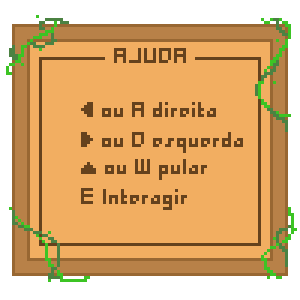 AJUDA
◀ ou A direita
▶ ou D esquerda
▲ ou W pular
E Interagir